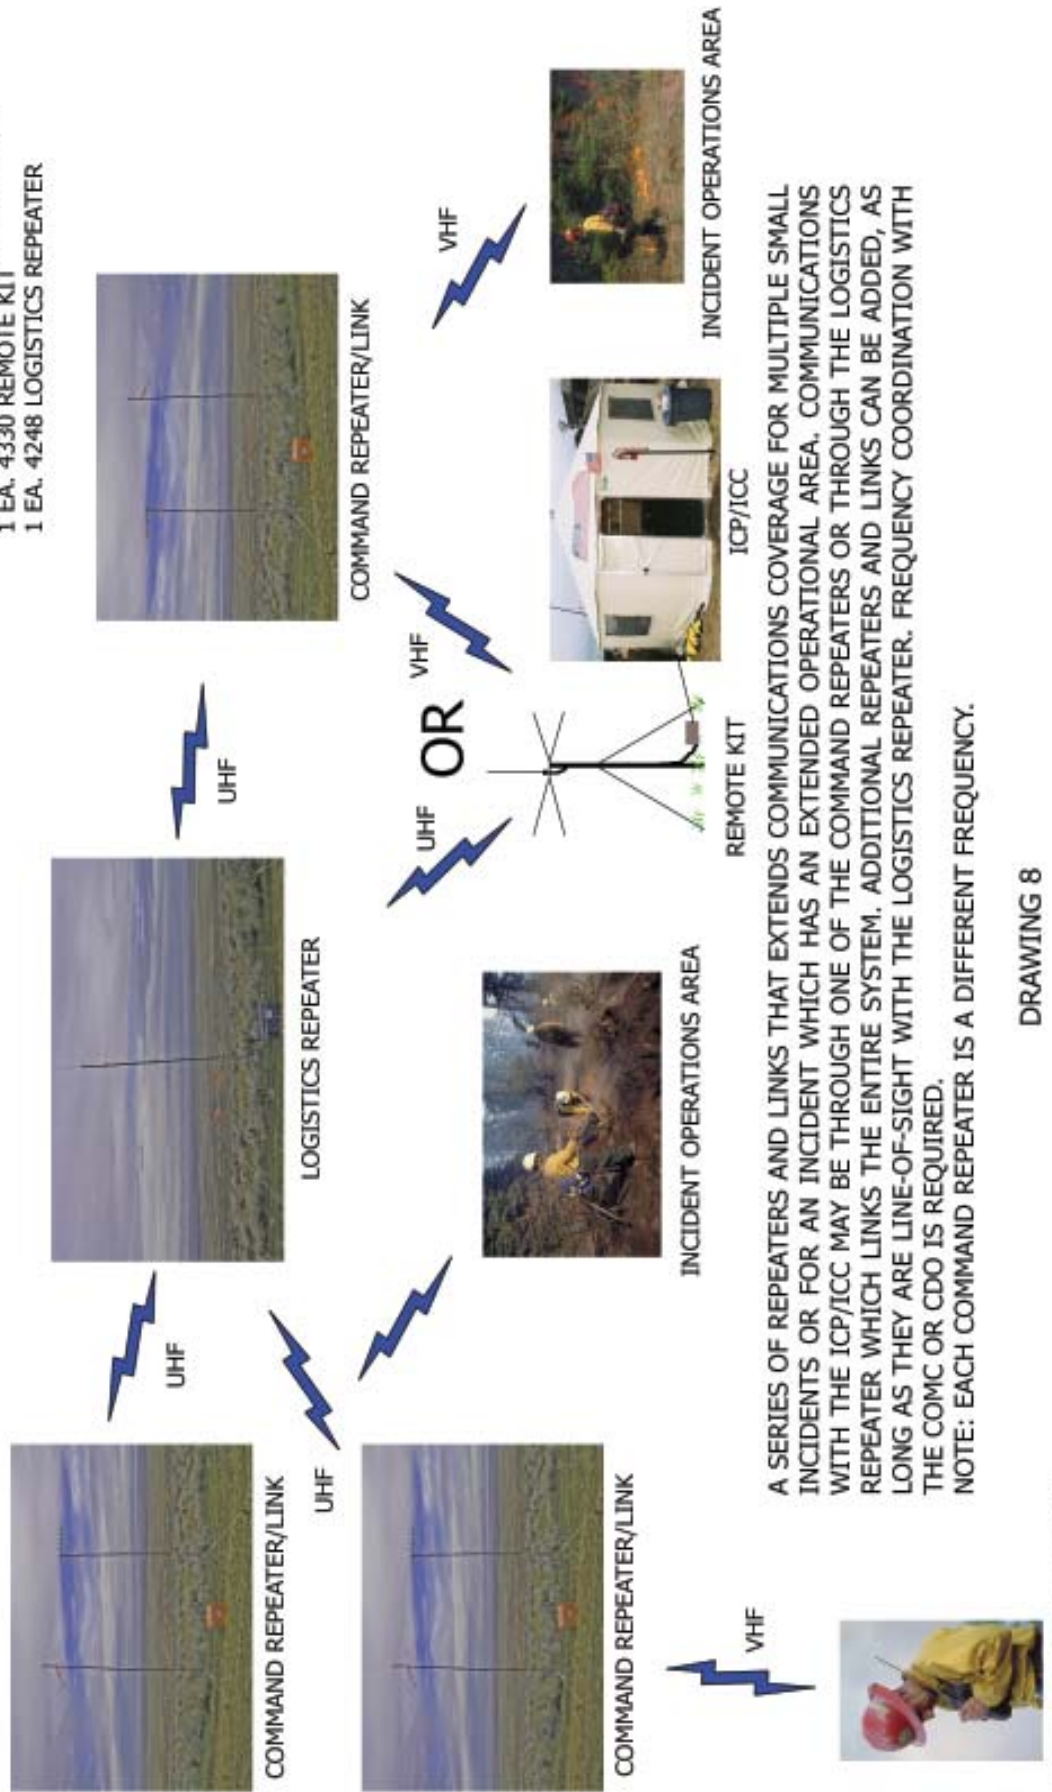 1 EA. 4330 REMOTE KIT
1 EA. 4248 LOGISTICS REPEATER
COMMAND REPEATER/LINK
UHF
LOGISTICS REPEATER
UHF
COMMAND REPEATER/LINK
UHF
COMMAND REPEATER/LINK
VHF
INCIDENT OPERATIONS AREA
UHF
OR
VHF
VHF
REMOTE KIT
ICP/ICC
INCIDENT OPERATIONS AREA
A SERIES OF REPEATERS AND LINKS THAT EXTENDS COMMUNICATIONS COVERAGE FOR MULTIPLE SMALL
INCIDENTS OR FOR AN INCIDENT WHICH HAS AN EXTENDED OPERATIONAL AREA. COMMUNICATIONS
WITH THE ICP/ICC MAY BE THROUGH ONE OF THE COMMAND REPEATERS OR THROUGH THE LOGISTICS
REPEATER WHICH LINKS THE ENTIRE SYSTEM. ADDITIONAL REPEATERS AND LINKS CAN BE ADDED, AS
LONG AS THEY ARE LINE-OF-SIGHT WITH THE LOGISTICS REPEATER. FREQUENCY COORDINATION WITH
THE COMC OR CDO IS REQUIRED.
NOTE: EACH COMMAND REPEATER IS A DIFFERENT FREQUENCY.
DRAWING 8